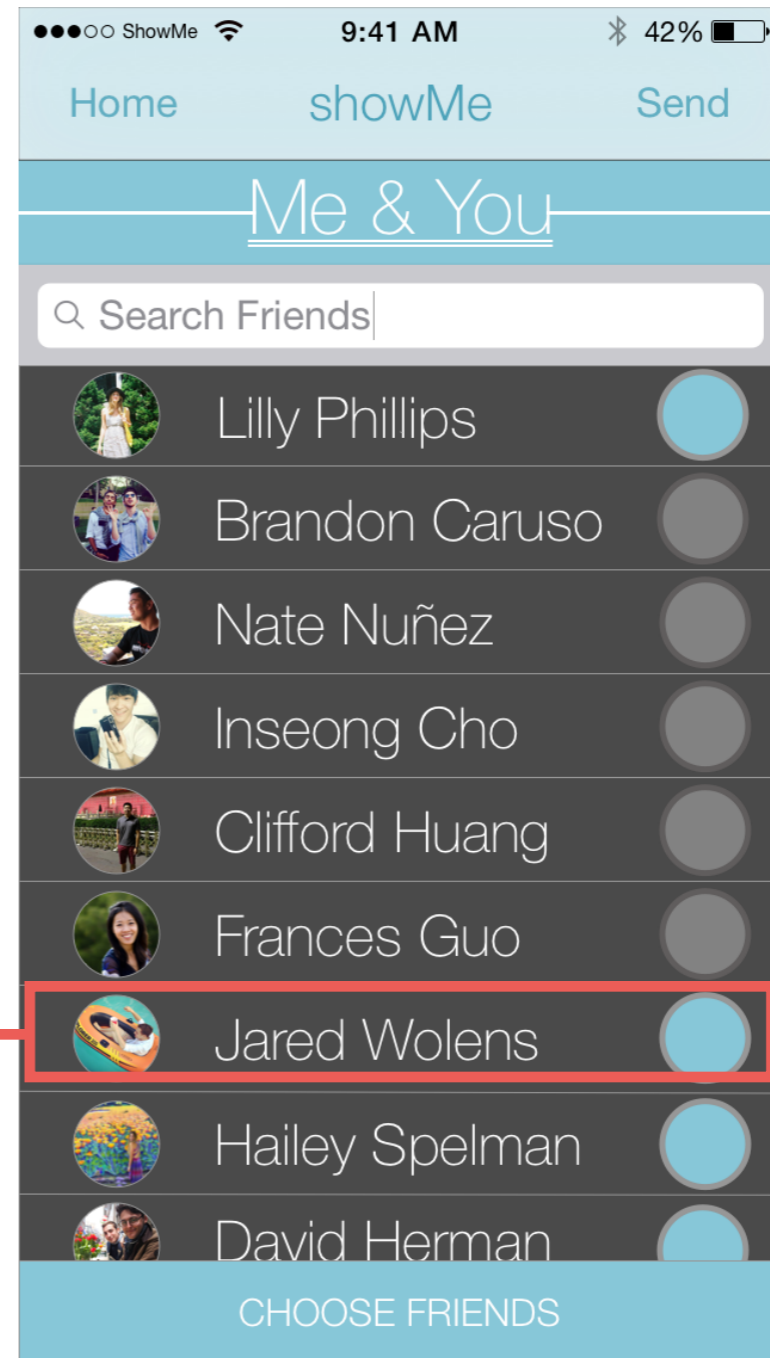 ShowMe 9:41 AM 42%
Home showMe Send
Me & You
Search Friends
Lilly Phillips
Brandon Caruso
Nate Nuñez
Inseong Cho
Clifford Huang
Frances Guo
Jared Wolens
Hailey Spelman
David Herman
CHOOSE FRIENDS